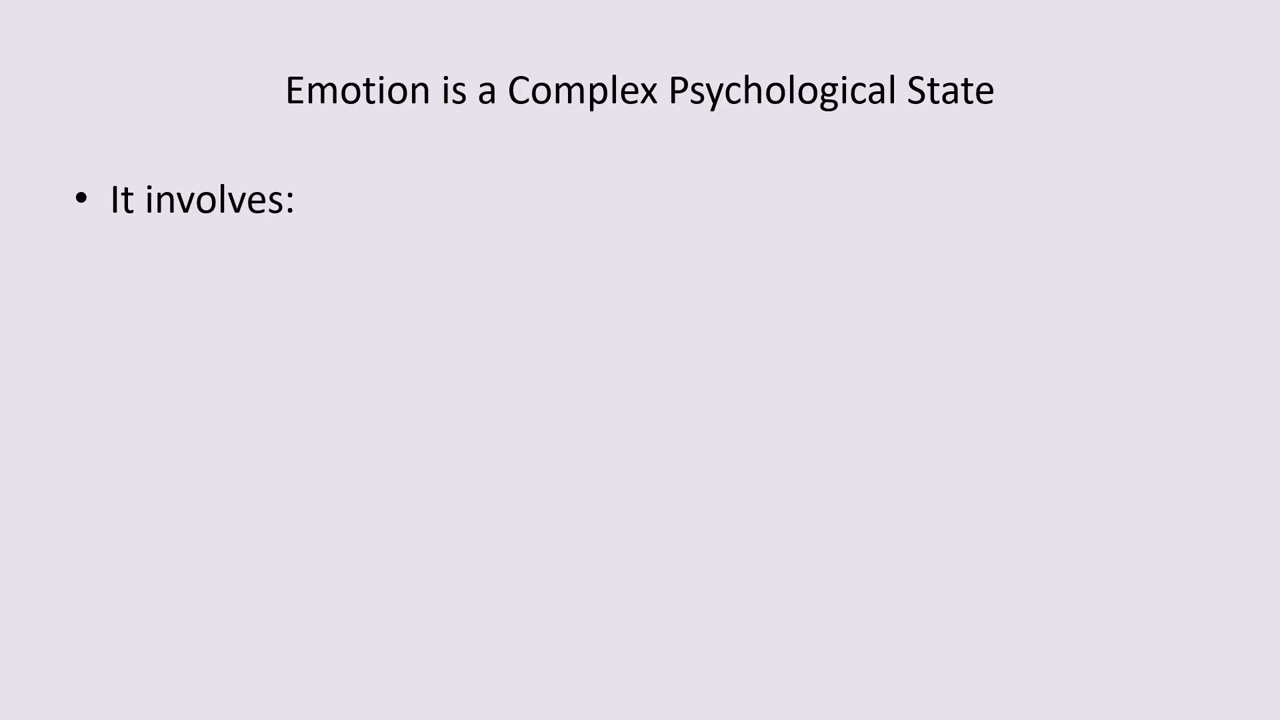 Emotion is a Complex Psychological State
• It involves: